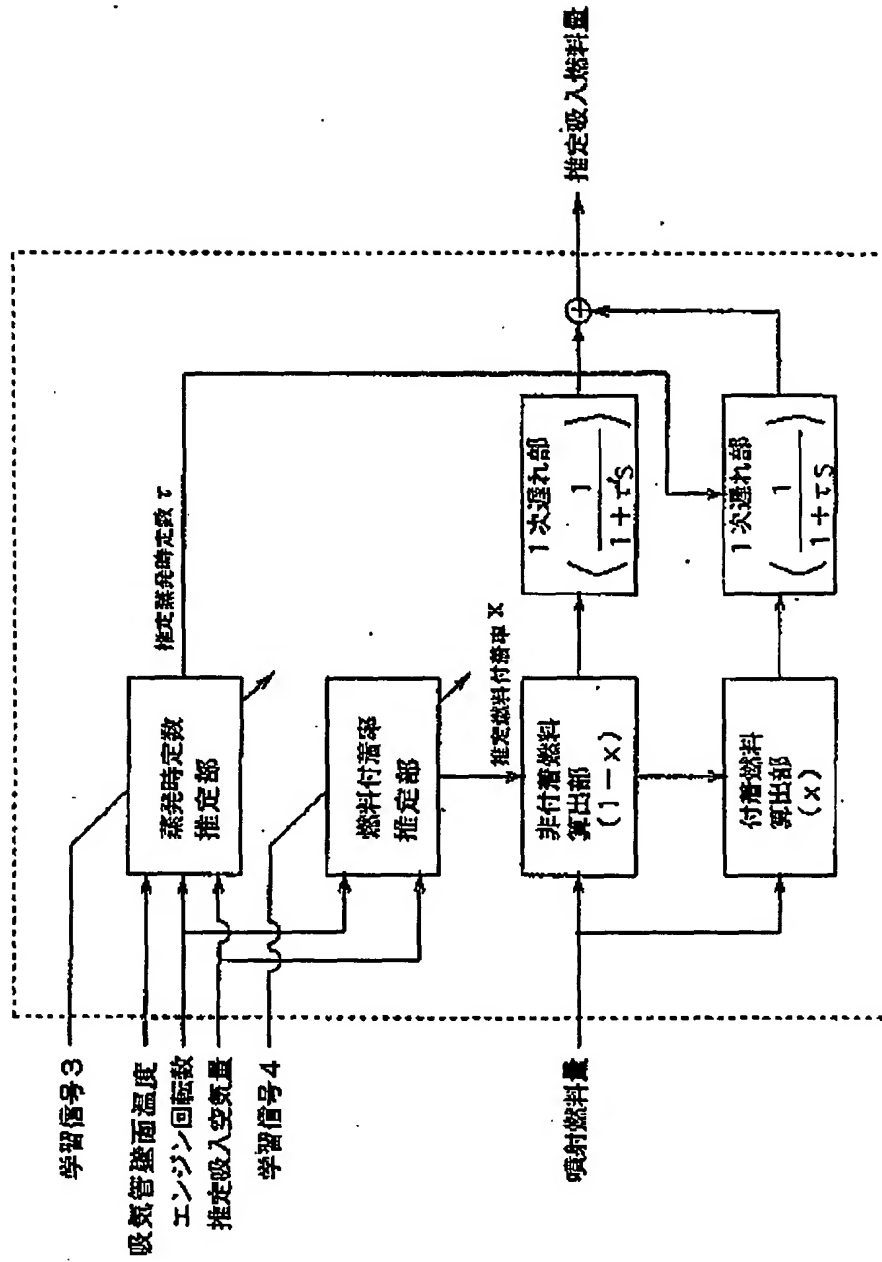 学習信号3
吸気管壁面温度
エンジン回転数
推定吸入空気量
学習信号4
噴射燃料量
蒸発時定数
推定部
推定蒸発時定数 τ
燃料付着率
推定部
推定燃料付着率 X
非付着燃料
算出部
(1-x)
付着燃料
算出部
(x)
1次遅れ部
(1/1+τ'S)
1次遅れ部
(1/1+τS)
+
推定吸入燃料量